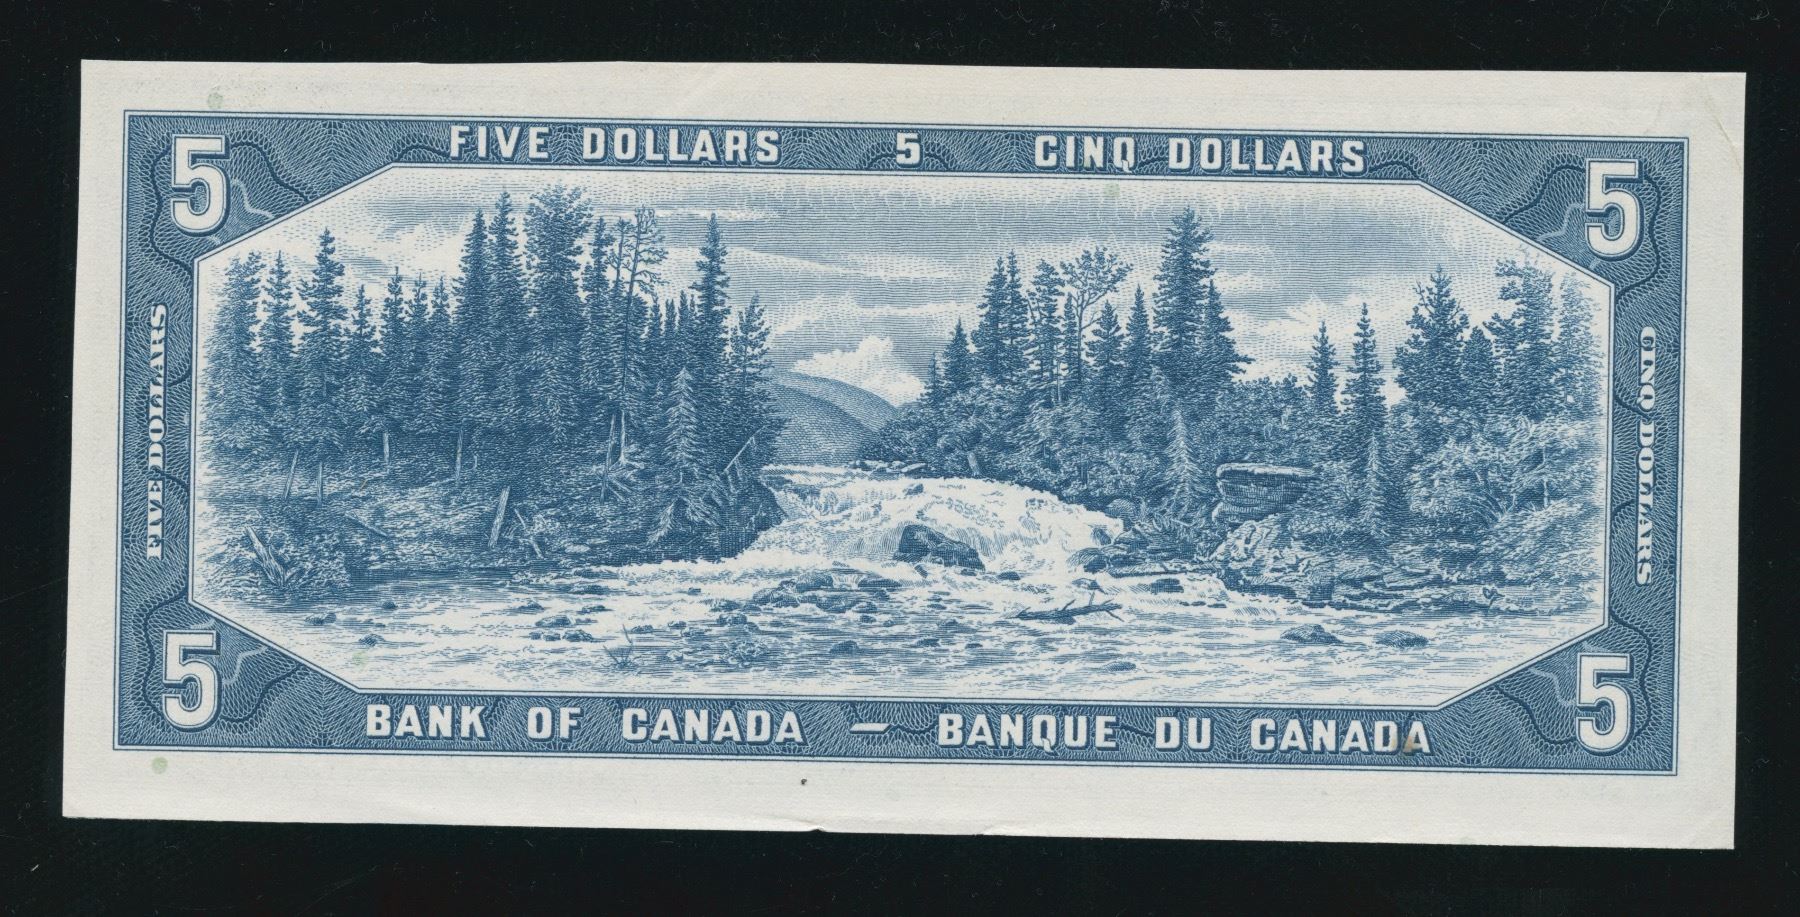 FIVE DOLLARS 5 CINQ DOLLARS
5 5
FIVE DOLLARS
CINQ DOLLARS
5 5
BANK OF CANADA — BANQUE DU CANADA